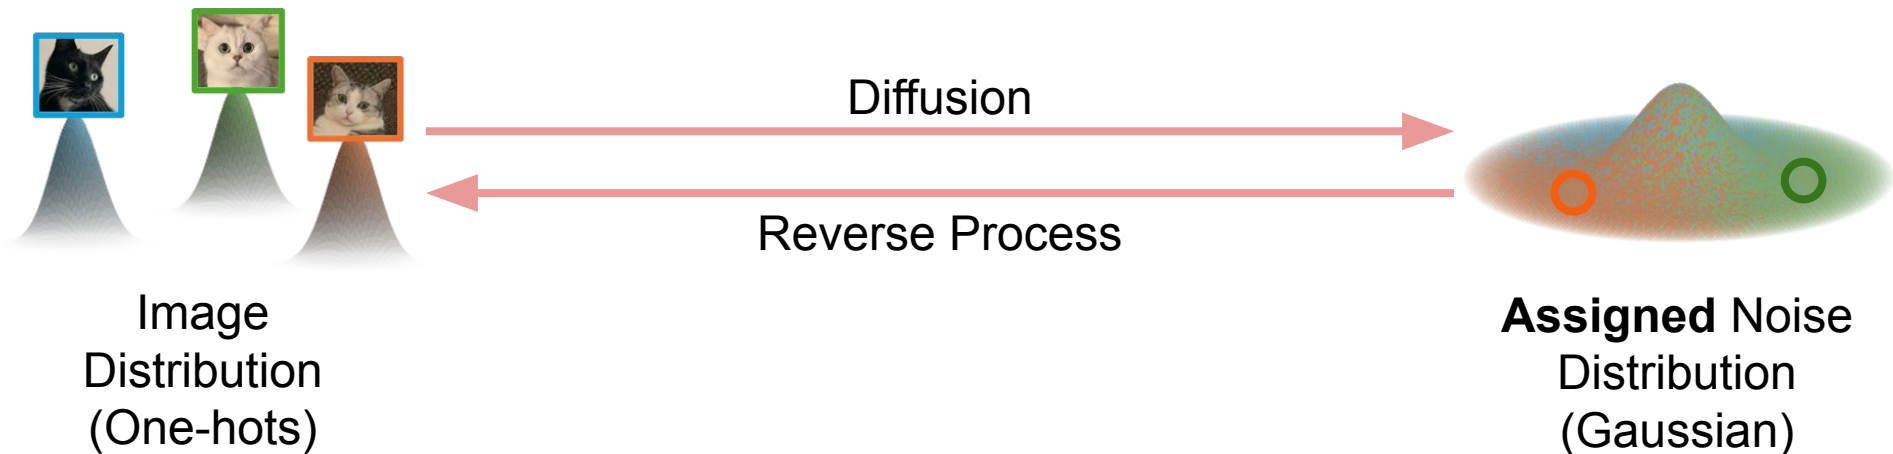 Diffusion
Reverse Process
Image
Distribution
(One-hots)
Assigned Noise
Distribution
(Gaussian)